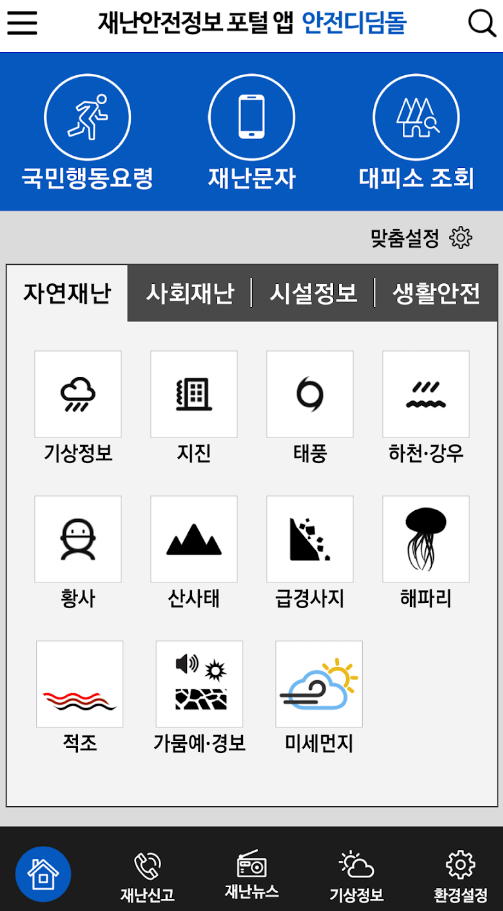 재난안전정보 포털 앱 안전디딤돌
국민행동요령 재난문자 대피소 조회
맞춤설정
자연재난 사회재난 시설정보 생활안전
기상정보 지진 태풍 하천·강우
황사 산사태 급경사지 해파리
적조 가뭄예·경보 미세먼지
재난신고 재난뉴스 기상정보 환경설정